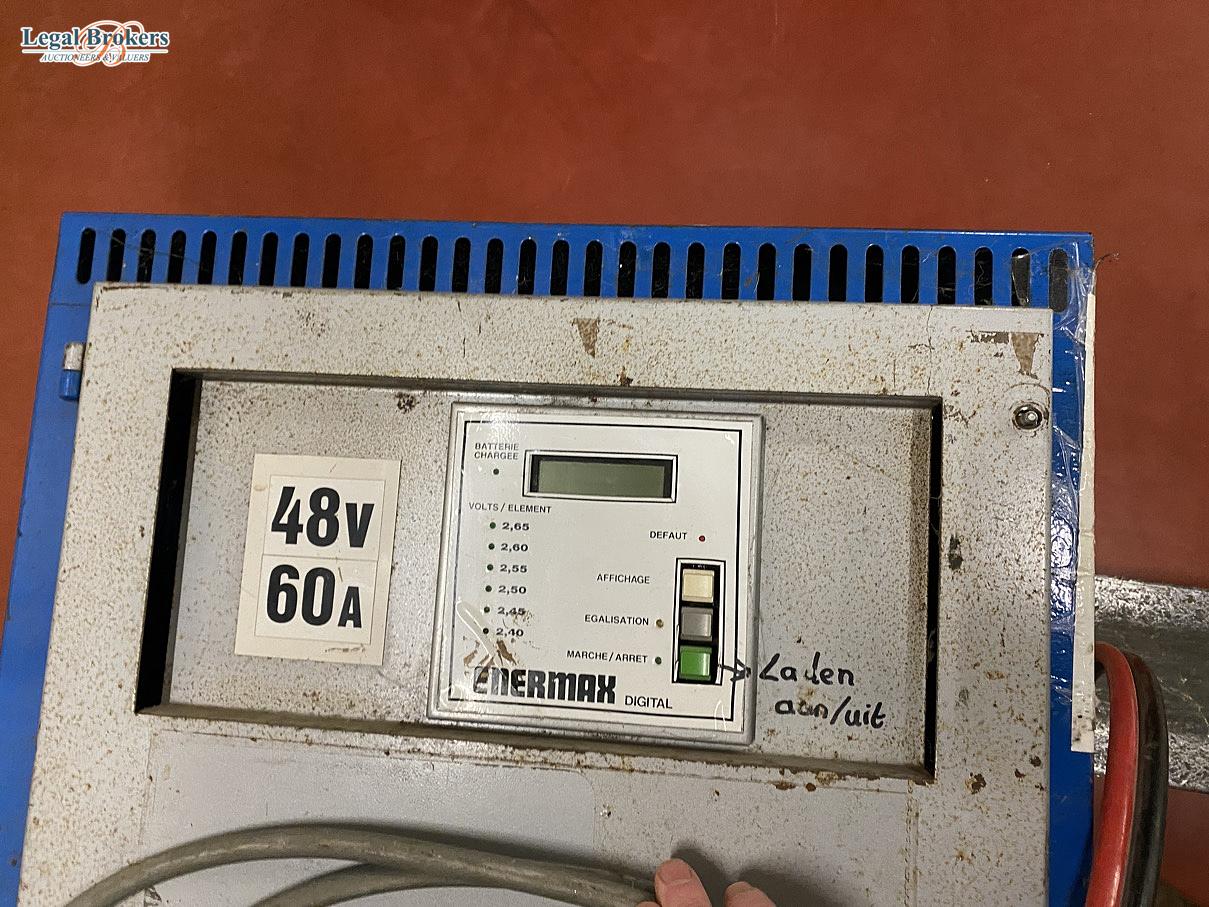 Legal Brokers
AUCTIONEERS & VALUERS
BATTERIE
CHARGEE
VOLTS / ELEMENT
2,65
2,60
2,55
2,50
2,45
2,40
48V
60A
DEFAUT
AFFICHAGE
EGALISATION
MARCHE/ARRET
ENERMAX DIGITAL
Laden
aan/uit